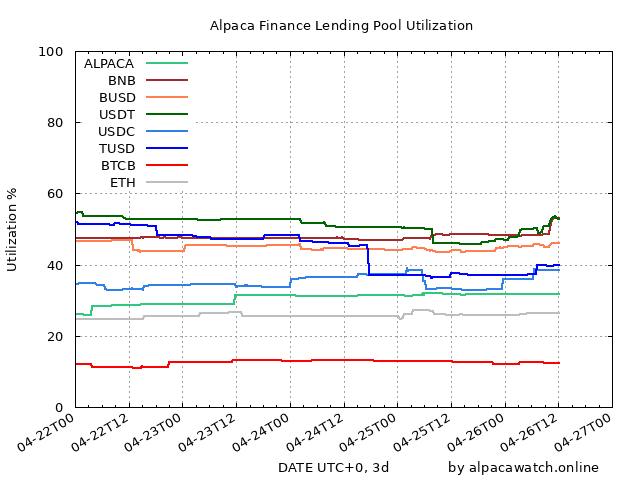 Alpaca Finance Lending Pool Utilization
100
80
60
40
20
0
Utilization %
ALPACA
BNB
BUSD
USDT
USDC
TUSD
BTCB
ETH
04-22T00
04-22T12
04-23T00
04-23T12
04-24T00
04-24T12
04-25T00
04-25T12
04-26T00
04-26T12
04-27T00
DATE UTC+0, 3d
by alpacawatch.online